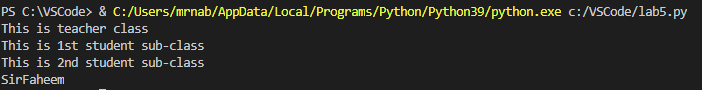 PS C:\VSCode> & C:/Users/mrnab/AppData/Local/Programs/Python/Python39/python.exe c:/VSCode/lab5.py
This is teacher class
This is 1st student sub-class
This is 2nd student sub-class
SirFaheem